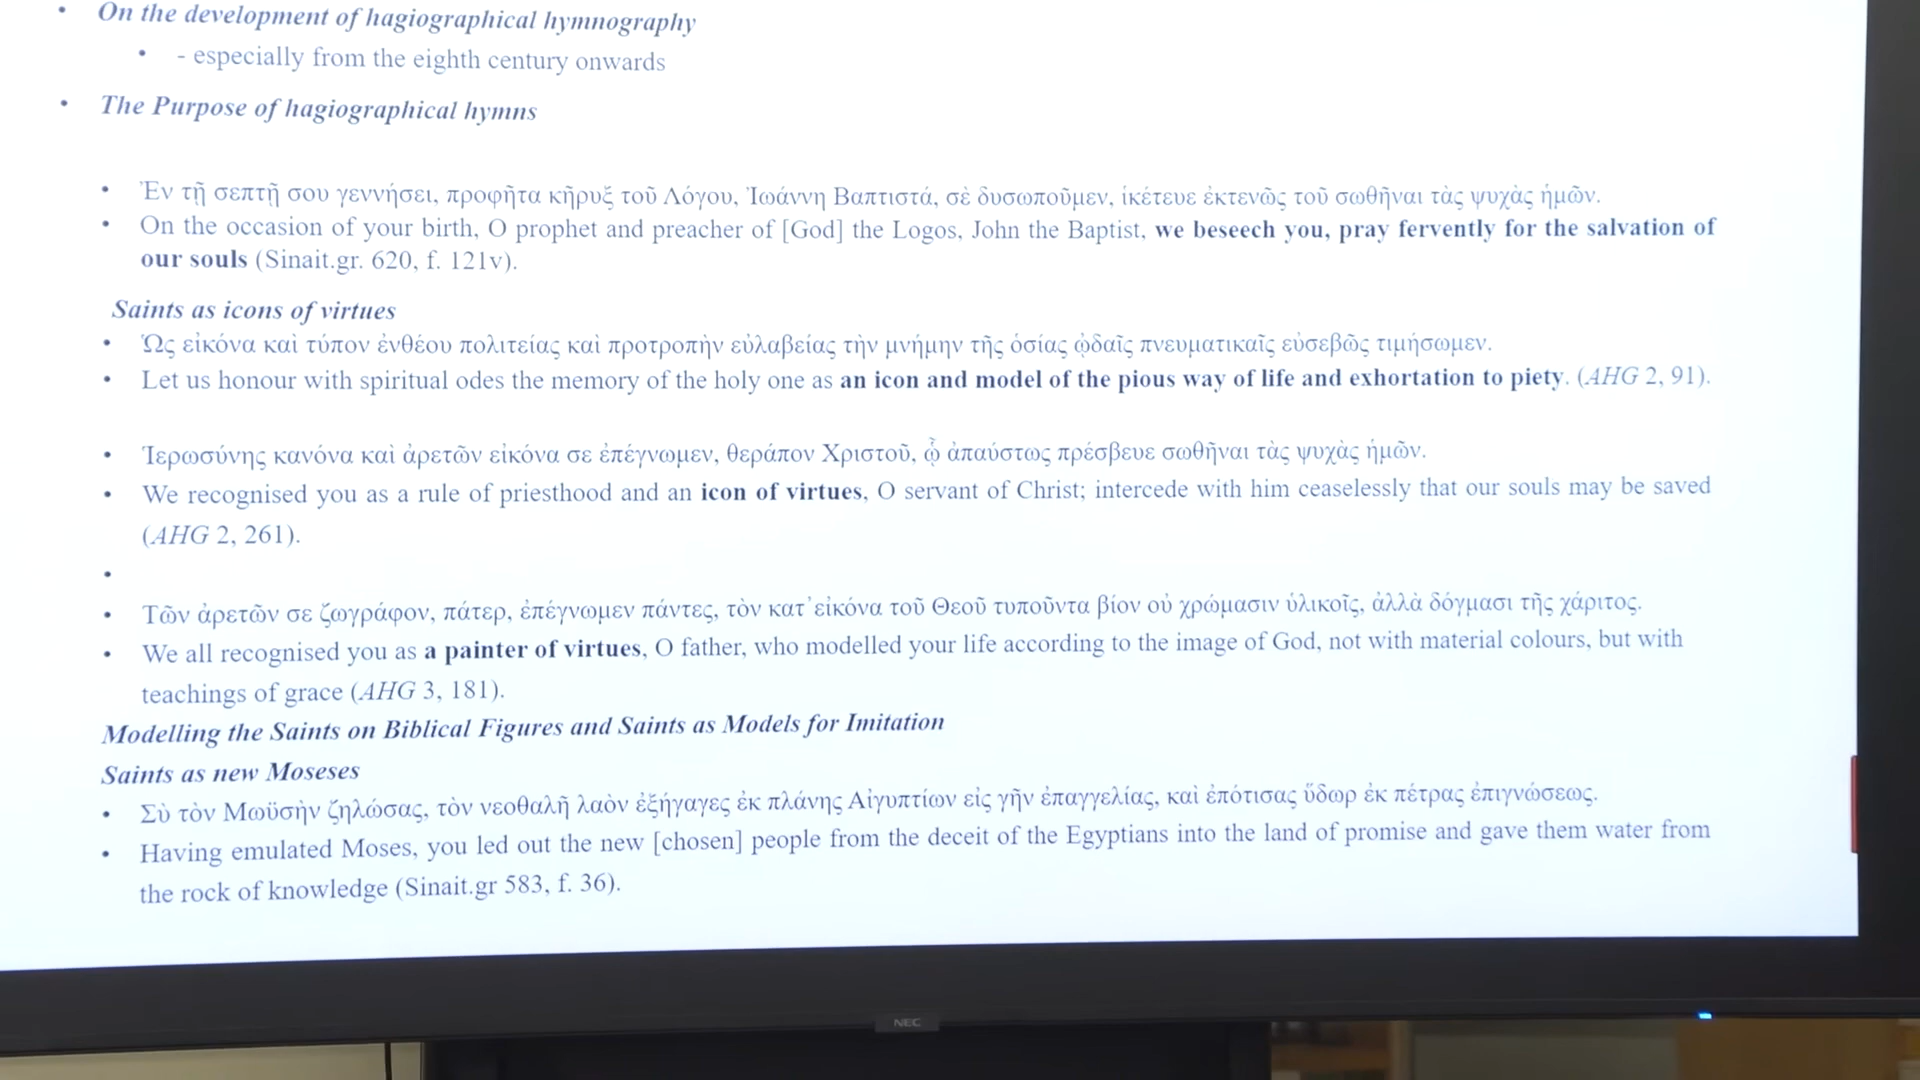 • On the development of hagiographical hymnography
• - especially from the eighth century onwards
• The Purpose of hagiographical hymns
• Ἐν τῇ σεπτῇ σου γεννήσει, προφῆτα κῆρυξ τοῦ Λόγου, Ἰωάννη Βαπτιστά, σὲ δυσωποῦμεν, ἱκέτευε ἐκτενῶς τοῦ σωθῆναι τὰς ψυχὰς ἡμῶν.
• On the occasion of your birth, O prophet and preacher of [God] the Logos, John the Baptist, we beseech you, pray fervently for the salvation of
our souls (Sinait.gr. 620, f. 121v).
Saints as icons of virtues
• Ὡς εἰκόνα καὶ τύπον ἐνθέου πολιτείας καὶ προτροπὴν εὐλαβείας τὴν μνήμην τῆς ὁσίας ᾠδαῖς πνευματικαῖς εὐσεβῶς τιμήσωμεν.
• Let us honour with spiritual odes the memory of the holy one as an icon and model of the pious way of life and exhortation to piety. (AHG 2, 91).
• Ἱερωσύνης κανόνα καὶ ἀρετῶν εἰκόνα σε ἐπέγνωμεν, θεράπον Χριστοῦ, ᾧ ἀπαύστως πρέσβευε σωθῆναι τὰς ψυχὰς ἡμῶν.
• We recognised you as a rule of priesthood and an icon of virtues, O servant of Christ; intercede with him ceaselessly that our souls may be saved
(AHG 2, 261).
•
• Τῶν ἀρετῶν σε ζωγράφον, πάτερ, ἐπέγνωμεν πάντες, τὸν κατ᾽εἰκόνα τοῦ Θεοῦ τυποῦντα βίον οὐ χρώμασιν ὑλικοῖς, ἀλλὰ δόγμασι τῆς χάριτος.
• We all recognised you as a painter of virtues, O father, who modelled your life according to the image of God, not with material colours, but with
teachings of grace (AHG 3, 181).
Modelling the Saints on Biblical Figures and Saints as Models for Imitation
Saints as new Moseses
• Σὺ τὸν Μωϋσὴν ζηλώσας, τὸν νεοθαλῆ λαὸν ἐξήγαγες ἐκ πλάνης Αἰγυπτίων εἰς γῆν ἐπαγγελίας, καὶ ἐπότισας ὕδωρ ἐκ πέτρας ἐπιγνώσεως.
• Having emulated Moses, you led out the new [chosen] people from the deceit of the Egyptians into the land of promise and gave them water from
the rock of knowledge (Sinait.gr 583, f. 36).
NEC